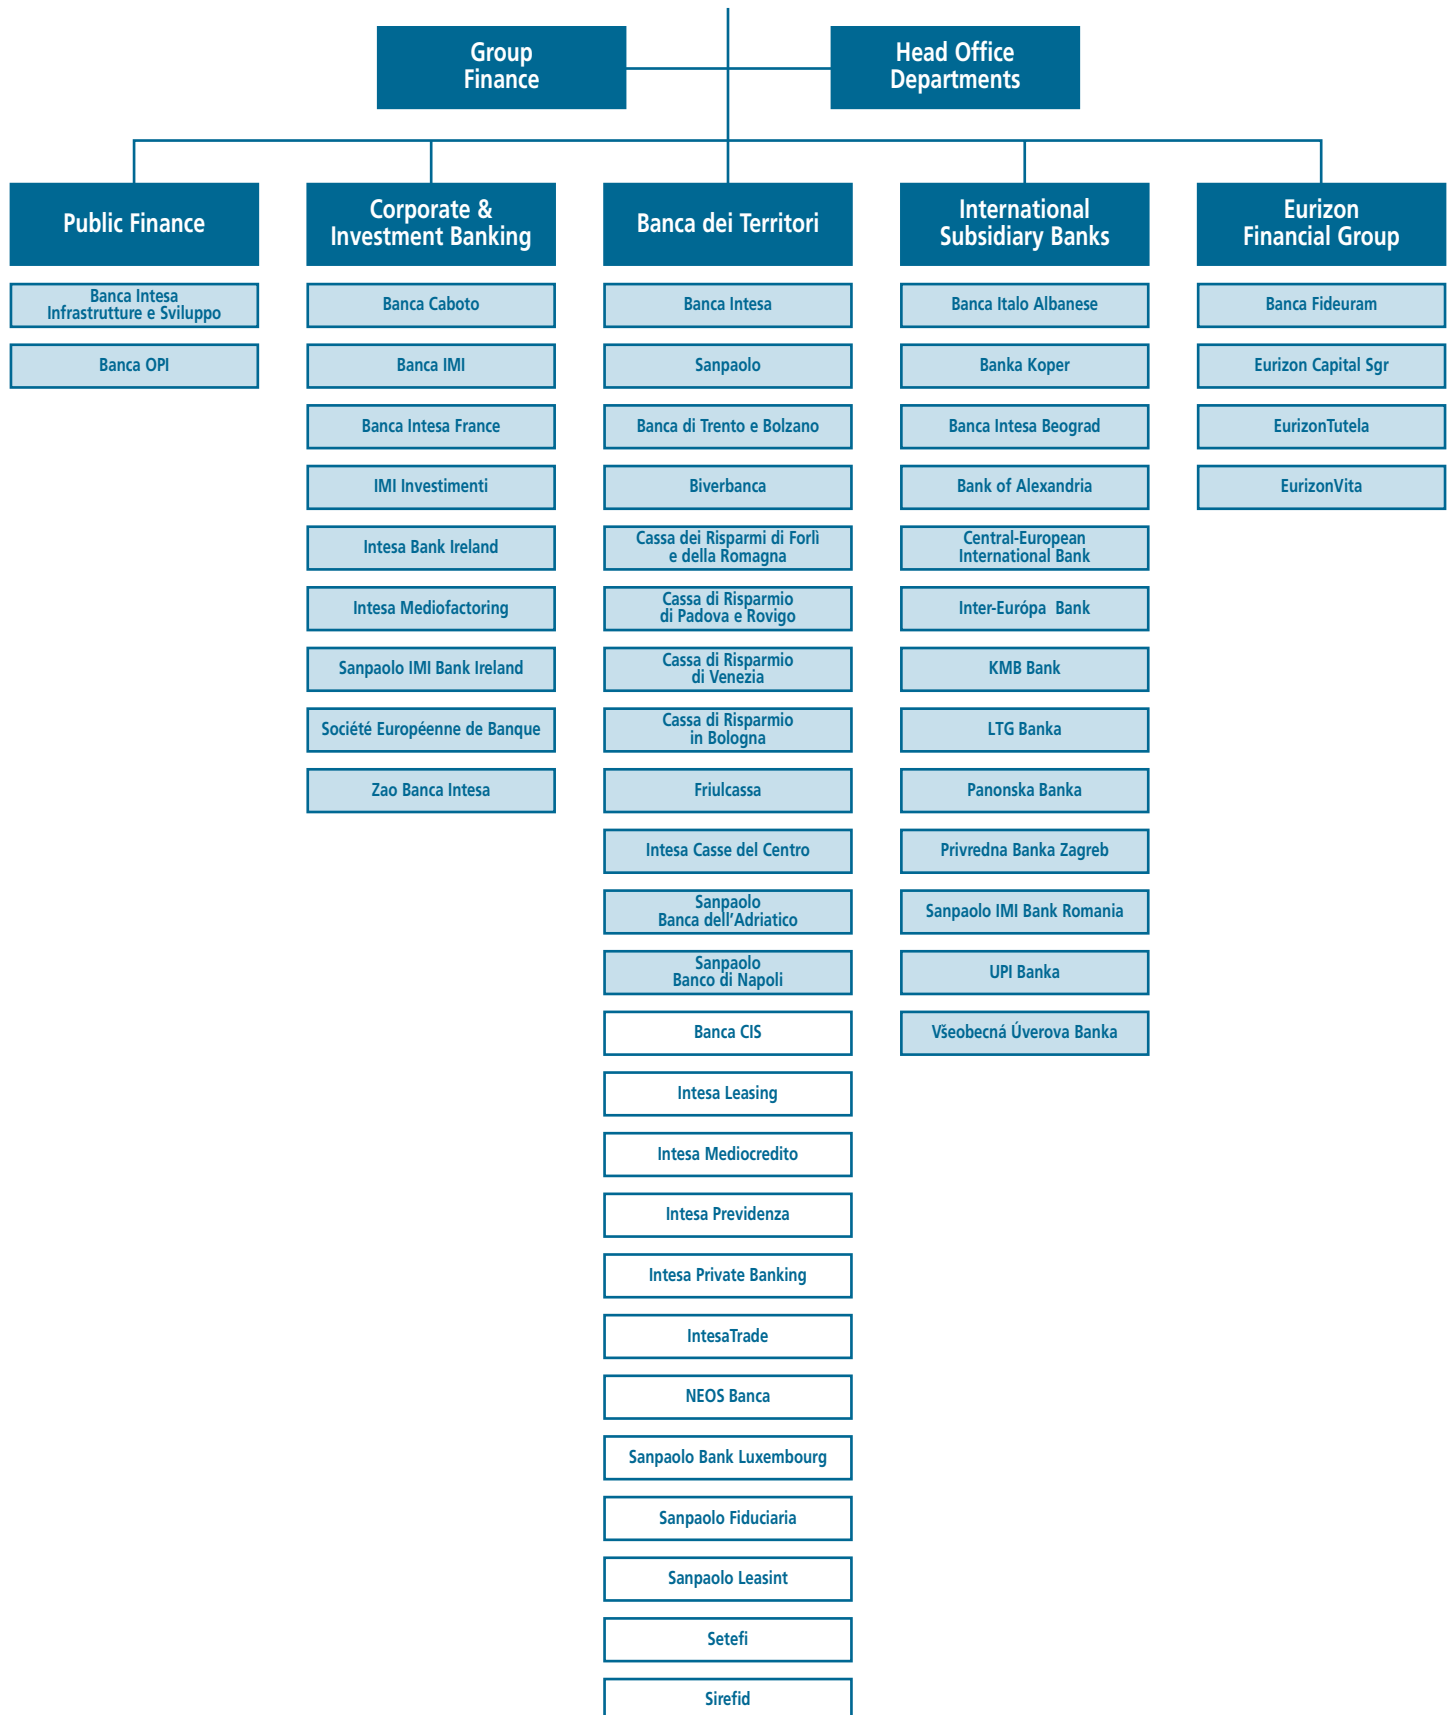 Group
Finance
Head Office
Departments
Public Finance
Banca Intesa
Infrastrutture e Sviluppo
Banca OPI
Corporate &
Investment Banking
Banca Caboto
Banca IMI
Banca Intesa France
IMI Investimenti
Intesa Bank Ireland
Intesa Mediofactoring
Sanpaolo IMI Bank Ireland
Société Européenne de Banque
Zao Banca Intesa
Banca dei Territori
Banca Intesa
Sanpaolo
Banca di Trento e Bolzano
Biverbanca
Cassa dei Risparmi di Forlì
e della Romagna
Cassa di Risparmio
di Padova e Rovigo
Cassa di Risparmio
di Venezia
Cassa di Risparmio
in Bologna
Friulcassa
Intesa Casse del Centro
Sanpaolo
Banca dell’Adriatico
Sanpaolo
Banco di Napoli
Banca CIS
Intesa Leasing
Intesa Mediocredito
Intesa Previdenza
Intesa Private Banking
IntesaTrade
NEOS Banca
Sanpaolo Bank Luxembourg
Sanpaolo Fiduciaria
Sanpaolo Leasint
Setefi
Sirefid
International
Subsidiary Banks
Banca Italo Albanese
Banka Koper
Banca Intesa Beograd
Bank of Alexandria
Central-European
International Bank
Inter-Európa Bank
KMB Bank
LTG Banka
Panonska Banka
Privredna Banka Zagreb
Sanpaolo IMI Bank Romania
UPI Banka
Všeobecná Úverova Banka
Eurizon
Financial Group
Banca Fideuram
Eurizon Capital Sgr
EurizonTutela
EurizonVita